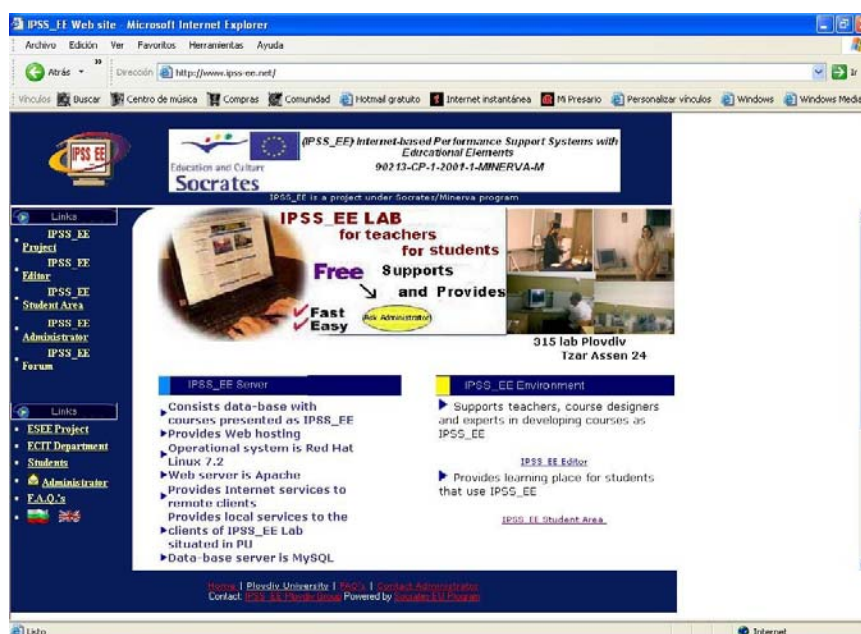 IPSS_EE Web site - Microsoft Internet Explorer
Archivo Edición Ver Favoritos Herramientas Ayuda
Atrás
Dirección http://www.ipss-ee.net/ Ir
Vínculos Buscar Centro de música Compras Comunidad Hotmail gratuito Internet instantánea Mi Presario Personalizar vínculos Windows Windows Media
IPSS EE
Education and Culture
Socrates
(IPSS_EE) Internet-based Performance Support Systems with
Educational Elements
90213-CP-1-2001-1-MINERVA-M
IPSS_EE is a project under Socrates/Minerva program
Links
IPSS_EE
Project
IPSS_EE
Editor
IPSS_EE
Student Area
IPSS_EE
Administrator
IPSS_EE
Forum
IPSS_EE LAB
for teachers
for students
Free Supports
and Provides
Fast
Easy
Ask Administrator
315 lab Plovdiv
Tzar Assen 24
Links
ESEE Project
ECIT Department
Students
Administrator
F.A.Q.'s
IPSS_EE Server
Consists data-base with
courses presented as IPSS_EE
Provides Web hosting
Operational system is Red Hat
Linux 7.2
Web server is Apache
Provides Internet services to
remote clients
Provides local services to the
clients of IPSS_EE Lab
situated in PU
Data-base server is MySQL
IPSS_EE Environment
Supports teachers, course designers
and experts in developing courses as
IPSS_EE
IPSS_EE Editor
Provides learning place for students
that use IPSS_EE
IPSS_EE Student Area
Home | Plovdiv University | FAQ's | Contact Administrator
Contact: IPSS_EE Plovdiv Group Powered by Socrates EU Program
Listo Internet